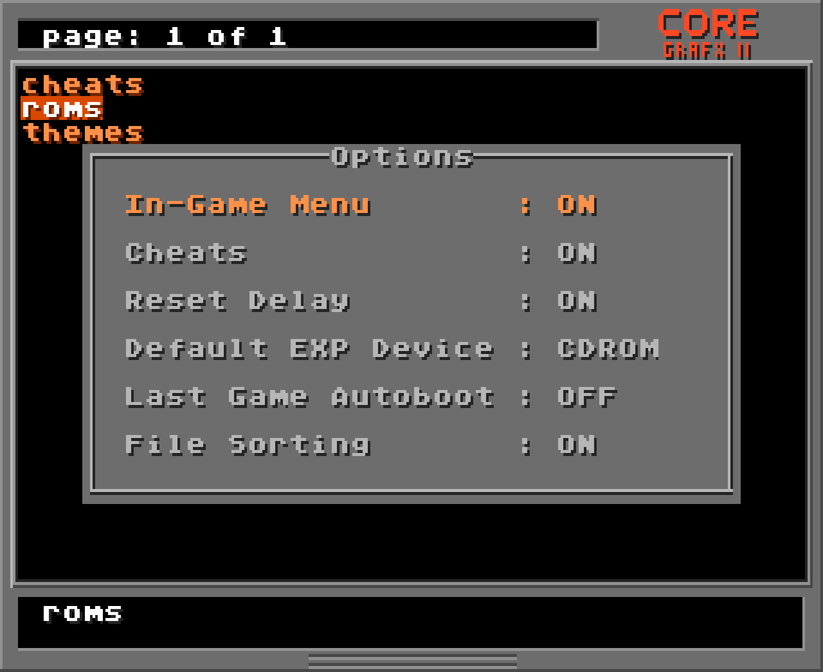 page: 1 of 1
CORE
GRAFX II
cheats
roms
themes
Options
In-Game Menu : ON
Cheats : ON
Reset Delay : ON
Default EXP Device : CDROM
Last Game Autoboot : OFF
File Sorting : ON
roms